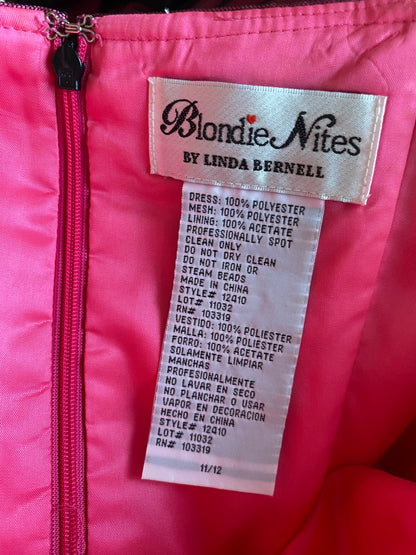 Blondie Nites
BY LINDA BERNELL
DRESS: 100% POLYESTER
MESH: 100% POLYESTER
LINING: 100% ACETATE
PROFESSIONALLY SPOT
CLEAN ONLY
DO NOT DRY CLEAN
DO NOT IRON OR
STEAM BEADS
MADE IN CHINA
STYLE# 12410
LOT# 11032
RN# 103319
VESTIDO: 100% POLIESTER
MALLA: 100% POLIESTER
FORRO: 100% ACETATE
SOLAMENTE LIMPIAR
MANCHAS
PROFESIONALMENTE
NO LAVAR EN SECO
NO PLANCHAR O USAR
VAPOR EN DECORACION
HECHO EN CHINA
STYLE# 12410
LOT# 11032
RN# 103319
11/12